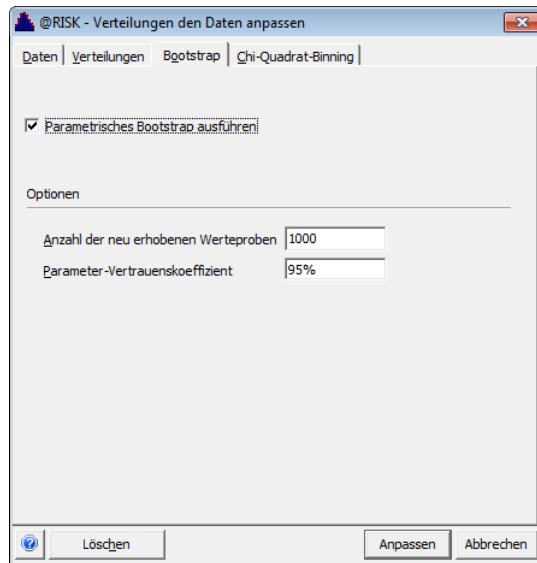 @RISK - Verteilungen den Daten anpassen
Daten Verteilungen Bootstrap Chi-Quadrat-Binning
Parametrisches Bootstrap ausführen
Optionen
Anzahl der neu erhobenen Werteproben 1000
Parameter-Vertrauenskoeffizient 95%
Löschen Anpassen Abbrechen